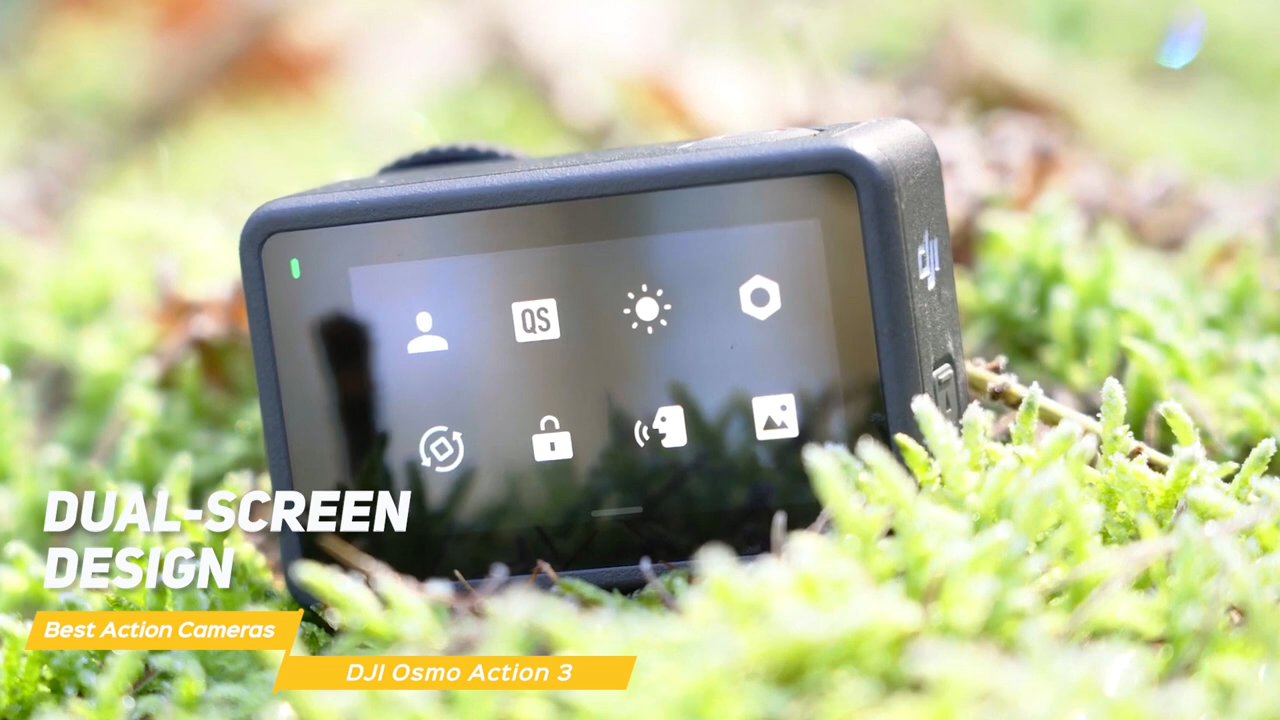 QS
dji
DUAL-SCREEN
DESIGN
Best Action Cameras
DJI Osmo Action 3